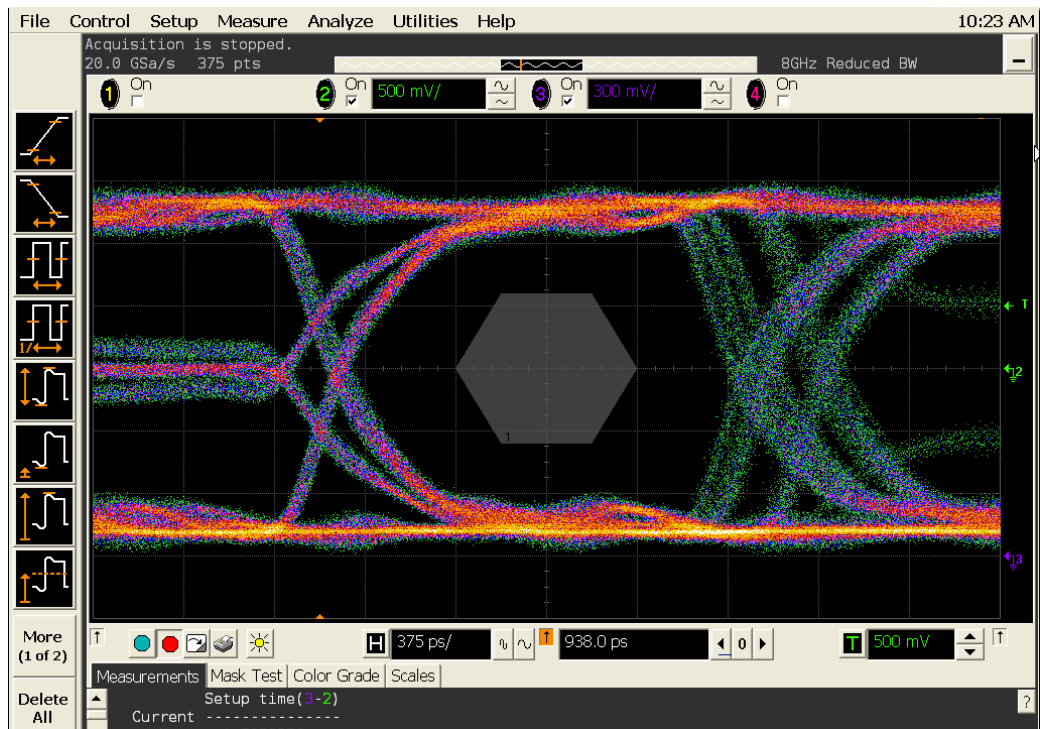 File Control Setup Measure Analyze Utilities Help 10:23 AM
Acquisition is stopped.
20.0 GSa/s 375 pts 8GHz Reduced BW
1 On 2 On 500 mV/ 3 On 300 mV/ 4 On
1/
T
2
1
3
More
(1 of 2)
H 375 ps/ 938.0 ps 0 T 500 mV
Measurements Mask Test Color Grade Scales
Delete
All
Setup time(3-2) ?
Current ---------------